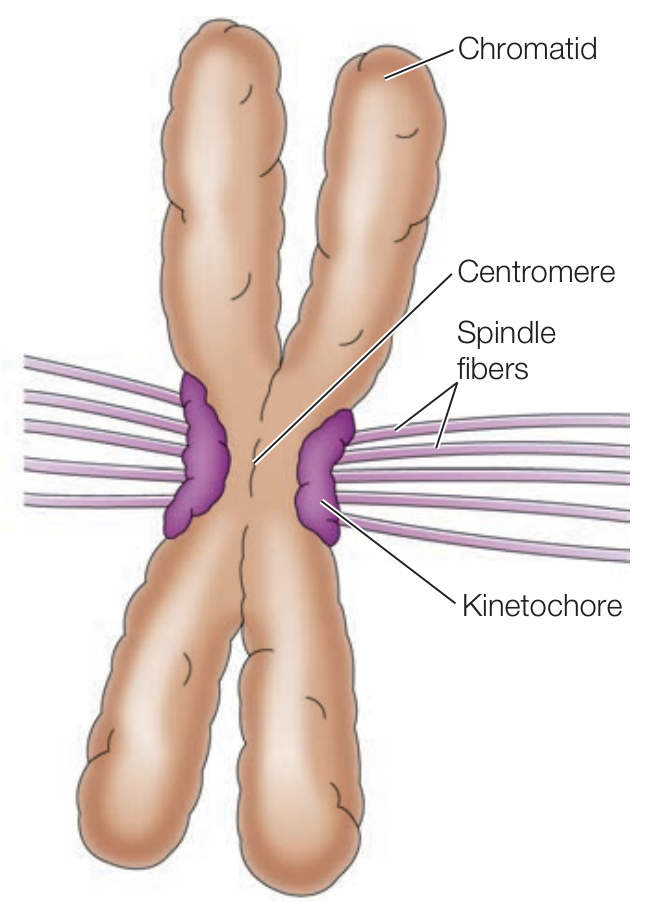 Chromatid
Centromere
Spindle
fibers
Kinetochore